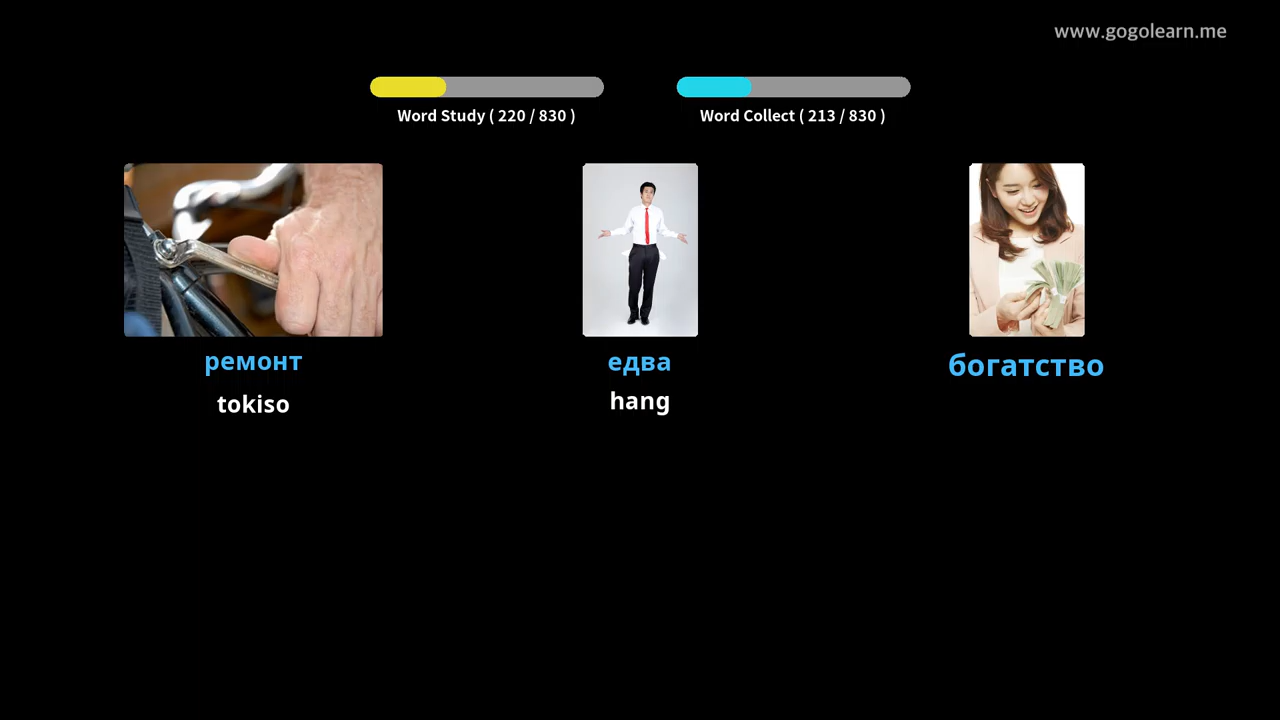 www.gogolearn.me
Word Study ( 220 / 830 )
Word Collect ( 213 / 830 )
ремонт
едва
богатство
tokiso
hang